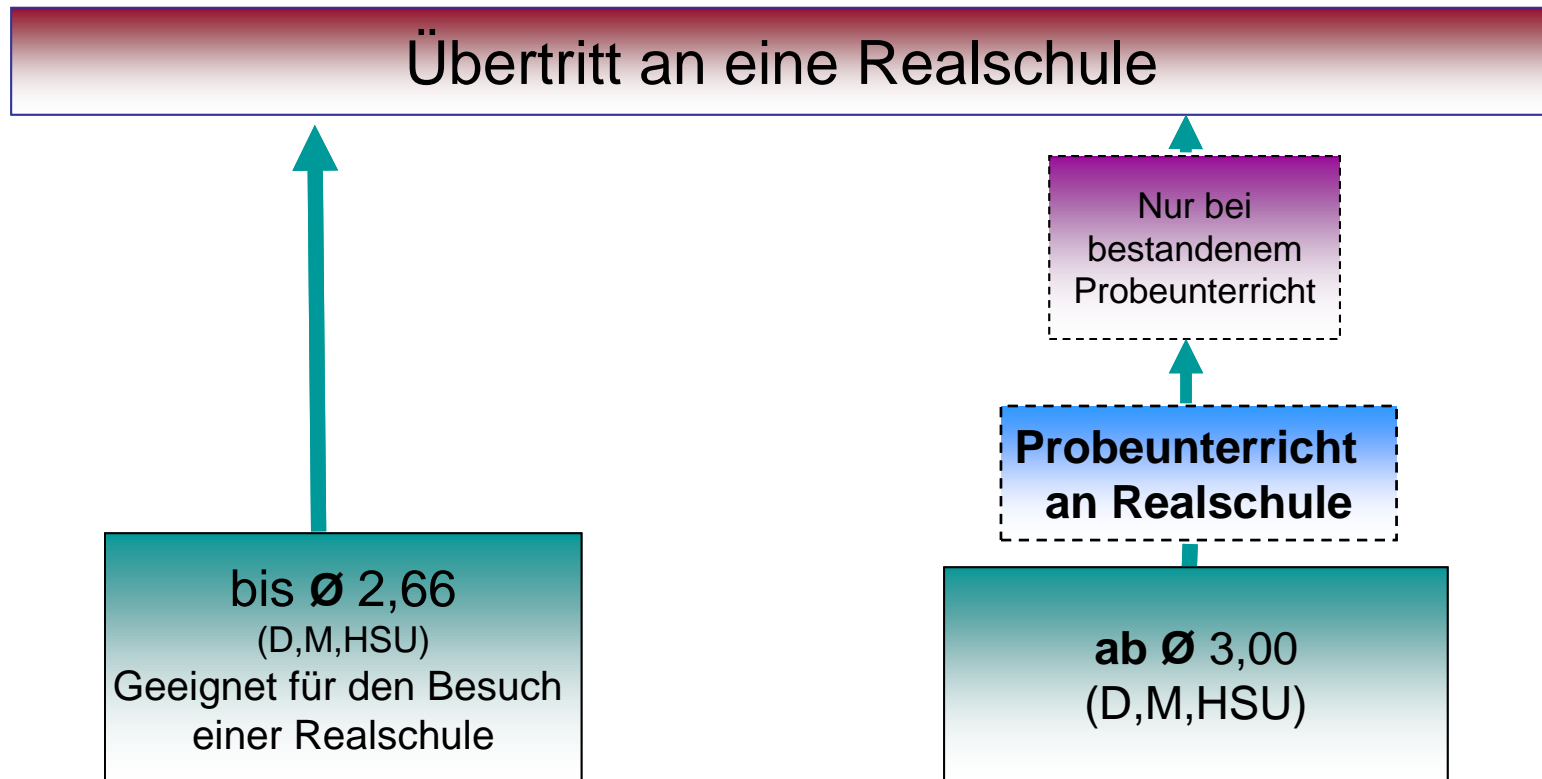 Übertritt an eine Realschule
Nur bei
bestandenem
Probeunterricht
Probeunterricht
an Realschule
bis Ø 2,66
(D,M,HSU)
Geeignet für den Besuch
einer Realschule
ab Ø 3,00
(D,M,HSU)